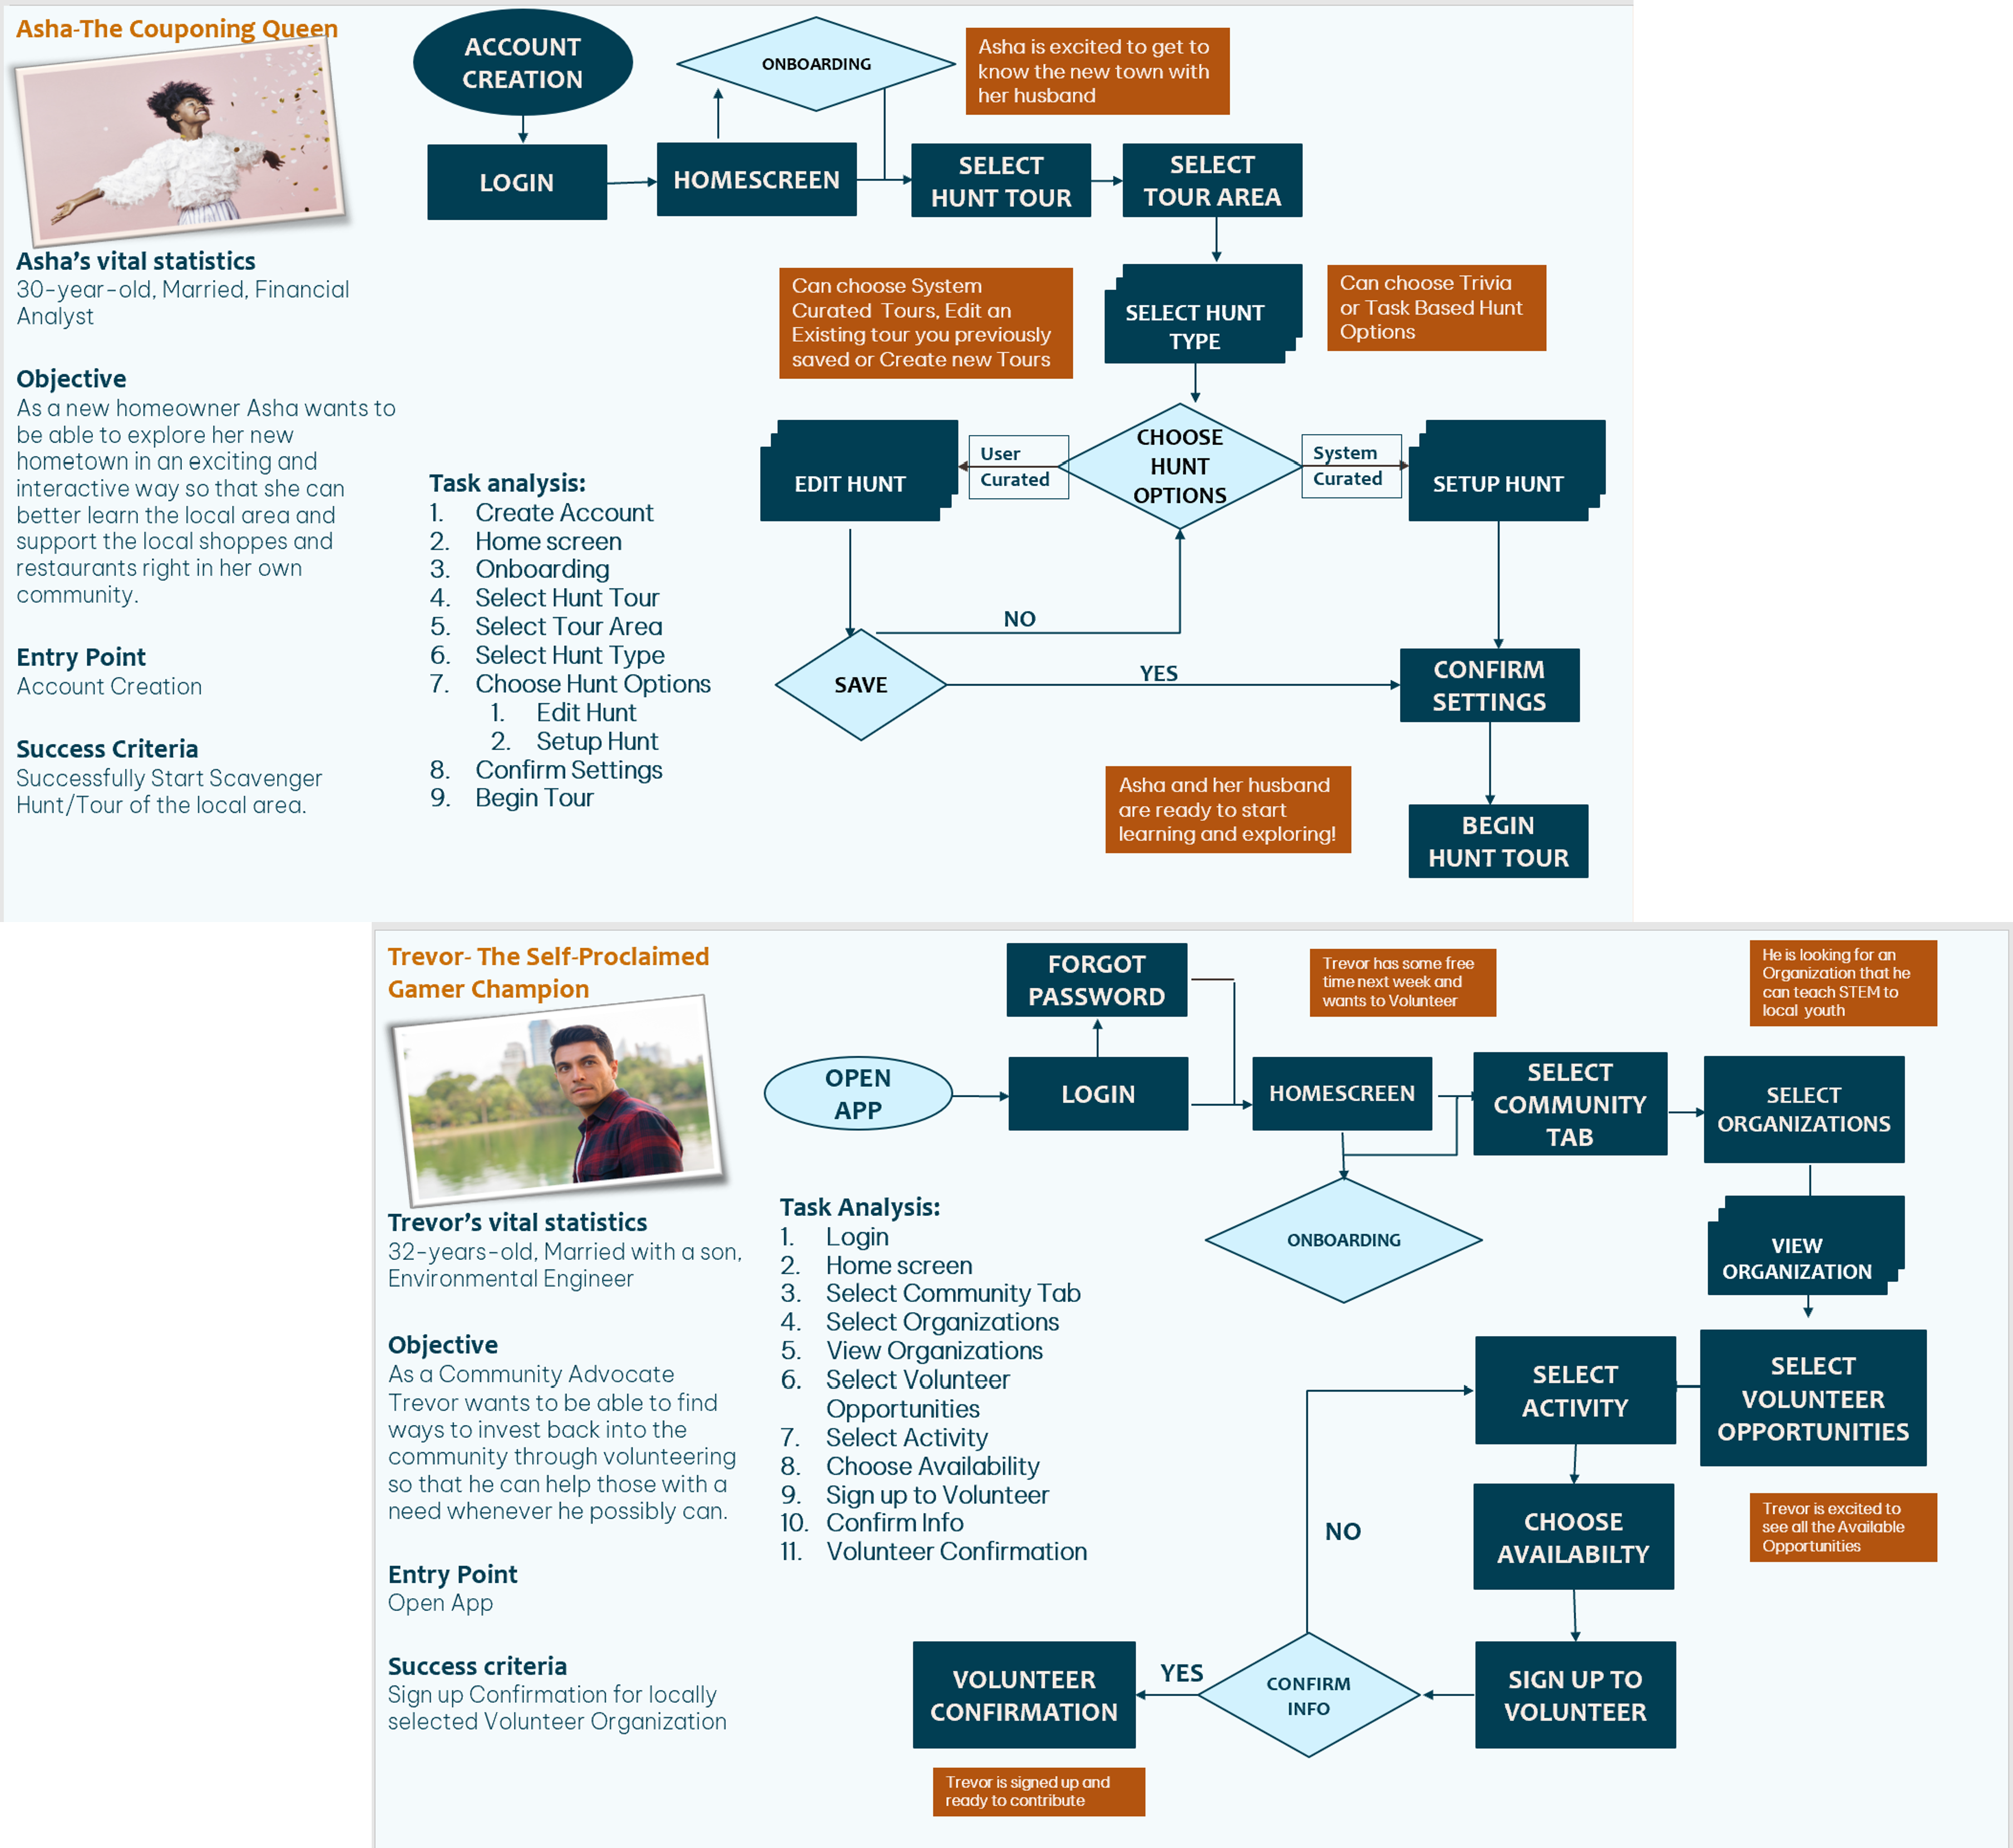 Asha-The Couponing Queen
Asha's vital statistics
30-year-old, Married, Financial
Analyst
Objective
As a new homeowner Asha wants to
be able to explore her new
hometown in an exciting and
interactive way so that she can
better learn the local area and
support the local shoppes and
restaurants right in her own
community.
Entry Point
Account Creation
Success Criteria
Successfully Start Scavenger
Hunt/Tour of the local area.
Task analysis:
1. Create Account
2. Home screen
3. Onboarding
4. Select Hunt Tour
5. Select Tour Area
6. Select Hunt Type
7. Choose Hunt Options
1. Edit Hunt
2. Setup Hunt
8. Confirm Settings
9. Begin Tour
ACCOUNT
CREATION
ONBOARDING
Asha is excited to get to
know the new town with
her husband
LOGIN
HOMESCREEN
SELECT
HUNT TOUR
SELECT
TOUR AREA
Can choose System
Curated Tours, Edit an
Existing tour you previously
saved or Create new Tours
SELECT HUNT
TYPE
Can choose Trivia
or Task Based Hunt
Options
EDIT HUNT
User
Curated
CHOOSE
HUNT
OPTIONS
System
Curated
SETUP HUNT
NO
SAVE
YES
CONFIRM
SETTINGS
Asha and her husband
are ready to start
learning and exploring!
BEGIN
HUNT TOUR
Trevor- The Self-Proclaimed
Gamer Champion
Trevor's vital statistics
32-years-old, Married with a son,
Environmental Engineer
Objective
As a Community Advocate
Trevor wants to be able to find
ways to invest back into the
community through volunteering
so that he can help those with a
need whenever he possibly can.
Entry Point
Open App
Success criteria
Sign up Confirmation for locally
selected Volunteer Organization
Task Analysis:
1. Login
2. Home screen
3. Select Community Tab
4. Select Organizations
5. View Organizations
6. Select Volunteer
Opportunities
7. Select Activity
8. Choose Availability
9. Sign up to Volunteer
10. Confirm Info
11. Volunteer Confirmation
FORGOT
PASSWORD
Trevor has some free
time next week and
wants to Volunteer
He is looking for an
Organization that he
can teach STEM to
local youth
OPEN
APP
LOGIN
HOMESCREEN
SELECT
COMMUNITY
TAB
SELECT
ORGANIZATIONS
ONBOARDING
VIEW
ORGANIZATION
SELECT
ACTIVITY
SELECT
VOLUNTEER
OPPORTUNITIES
NO
CHOOSE
AVAILABILTY
Trevor is excited to
see all the Available
Opportunities
VOLUNTEER
CONFIRMATION
YES
CONFIRM
INFO
SIGN UP TO
VOLUNTEER
Trevor is signed up and
ready to contribute